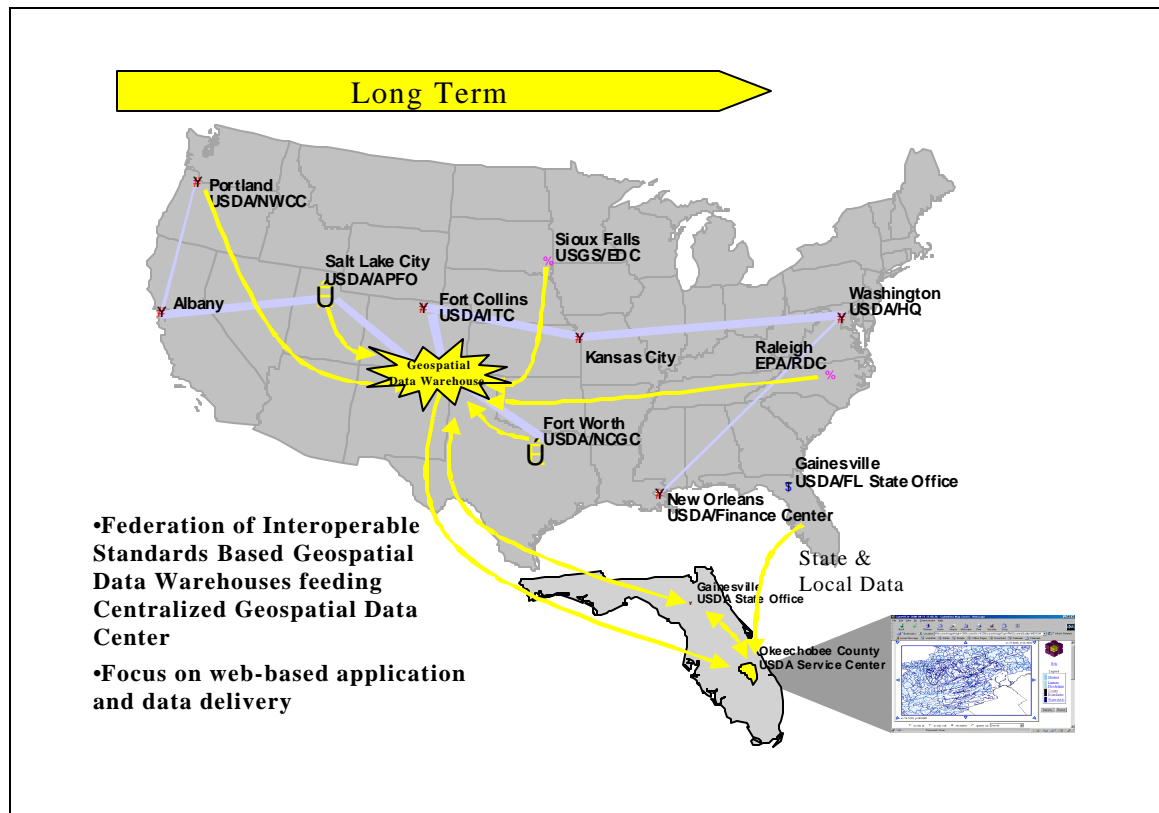 Long Term
Portland
USDA/NWCC
Sioux Falls
USGS/EDC
Salt Lake City
USDA/APFO
Fort Collins
USDA/ITC
Albany
Washington
USDA/HQ
Kansas City
Raleigh
EPA/RDC
Geospatial
Data Warehouse
Fort Worth
USDA/NCGC
Gainesville
USDA/FL State Office
New Orleans
USDA/Finance Center
•Federation of Interoperable
Standards Based Geospatial
Data Warehouses feeding
Centralized Geospatial Data
Center
•Focus on web-based application
and data delivery
State &
Local Data
Gainesville
USDA State Office
Okeechobee County
USDA Service Center